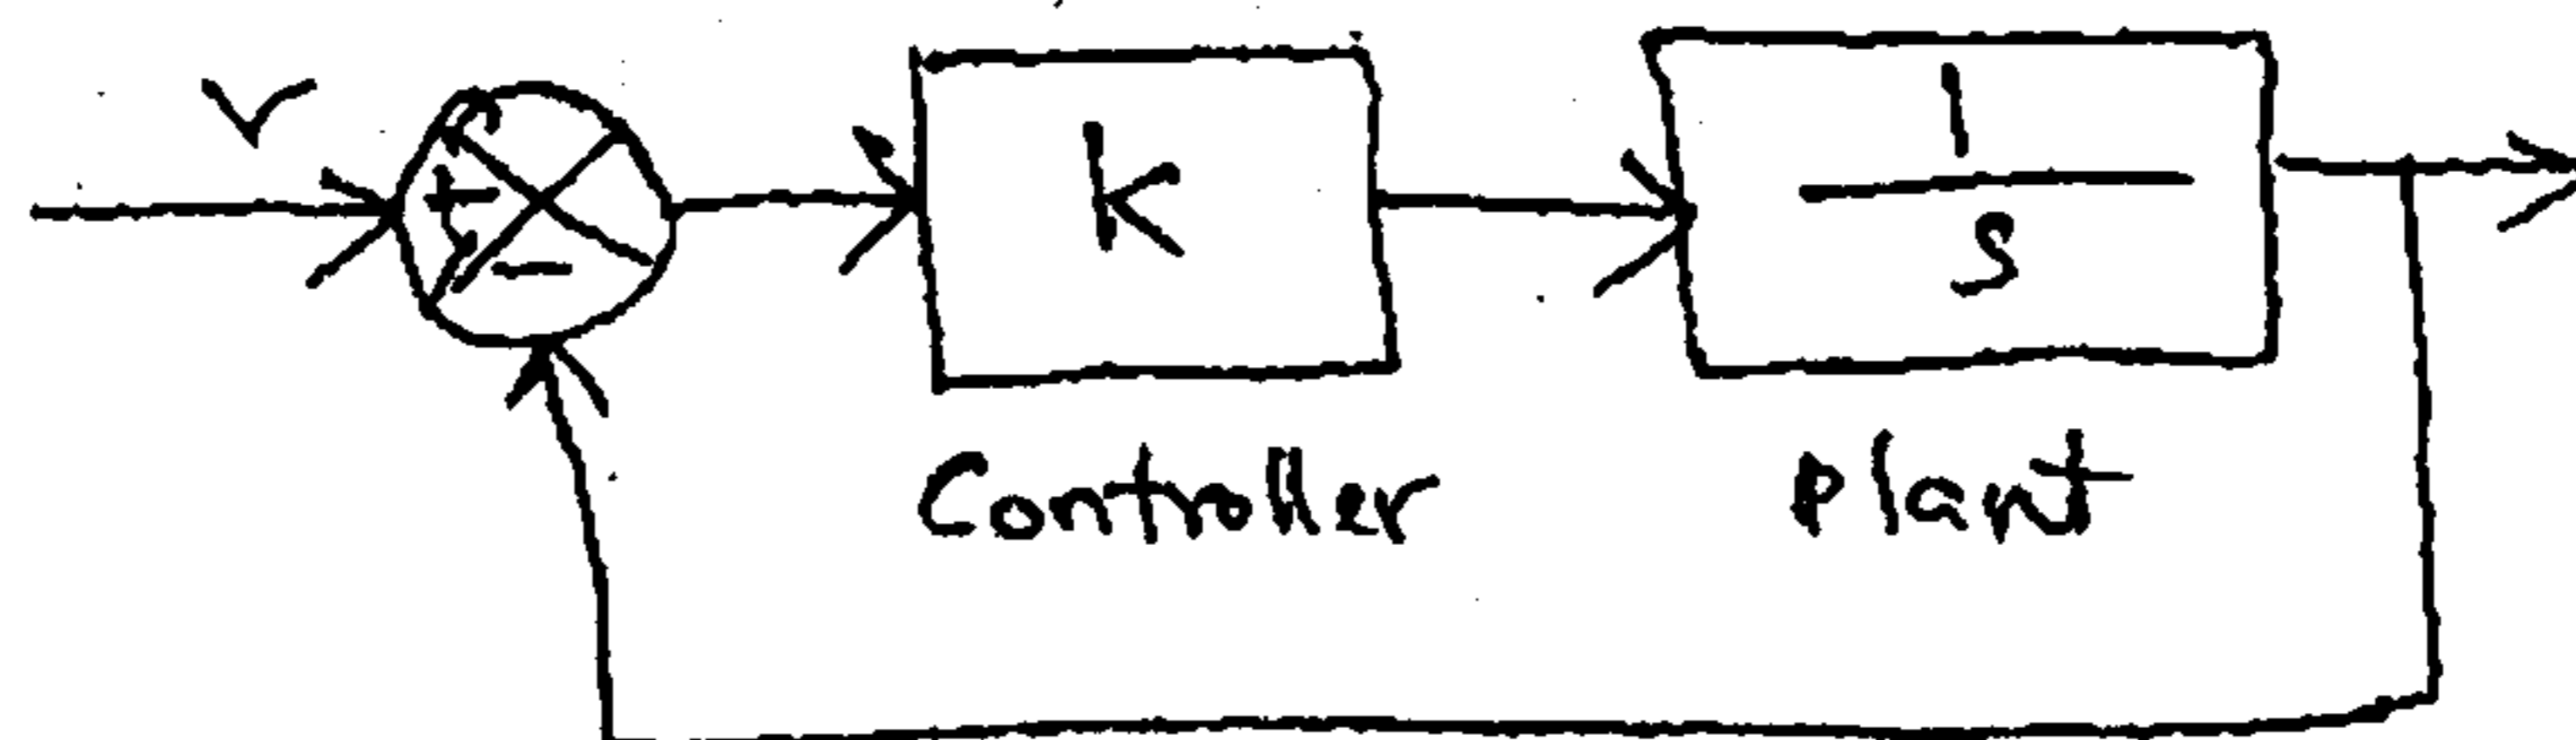 v
+
-
K
1
s
Controller
Plant